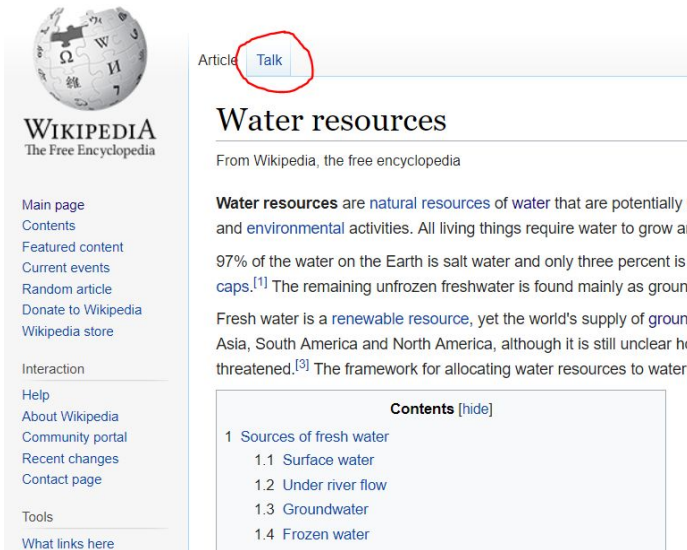 Ω
W
И
維
WIKIPEDIA
The Free Encyclopedia
Main page
Contents
Featured content
Current events
Random article
Donate to Wikipedia
Wikipedia store
Interaction
Help
About Wikipedia
Community portal
Recent changes
Contact page
Tools
What links here
Article Talk
Water resources
From Wikipedia, the free encyclopedia
Water resources are natural resources of water that are potentially
and environmental activities. All living things require water to grow
97% of the water on the Earth is salt water and only three percent is
caps.[1] The remaining unfrozen freshwater is found mainly as groun
Fresh water is a renewable resource, yet the world's supply of groun
Asia, South America and North America, although it is still unclear
threatened.[3] The framework for allocating water resources to water
Contents [hide]
1 Sources of fresh water
1.1 Surface water
1.2 Under river flow
1.3 Groundwater
1.4 Frozen water